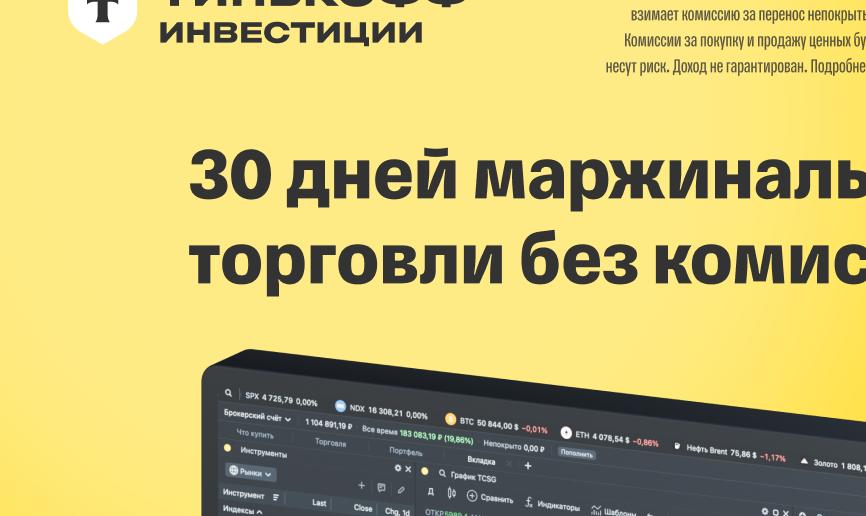 ТИНЬКОФФ
ИНВЕСТИЦИИ
взимает комиссию за перенос непокрыт
Комиссии за покупку и продажу ценных бу
несут риск. Доход не гарантирован. Подробне
30 дней маржиналь
торговли без комис
SPX 4 725,79 0,00% NDX 16 308,21 0,00% BTC 50 844,00 $ −0,01% ETH 4 078,54 $ −0,86% Нефть Brent 75,86 $ −1,17% Золото 1 808,1
Брокерский счёт 1 104 891,19 ₽ Все время 183 083,19 ₽ (19,86%) Непокрыто 0,00 ₽ Пополнить
Что купить Торговля Портфель Вкладка
Инструменты График TCSG
Рынки Д Сравнить Индикаторы Шаблоны
Инструмент Last Close Chg, 1d
Индексы